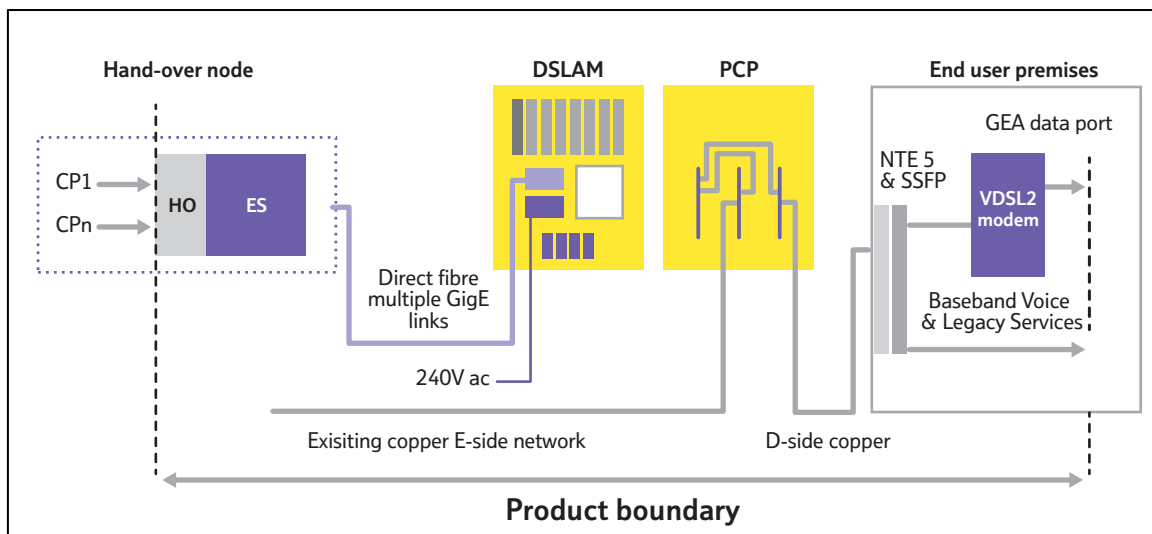 Hand-over node
DSLAM
PCP
End user premises
GEA data port
CP1
CPn
HO
ES
NTE 5
& SSFP
VDSL2
modem
Direct fibre
multiple GigE
links
Baseband Voice
& Legacy Services
240V ac
Exisiting copper E-side network
D-side copper
Product boundary